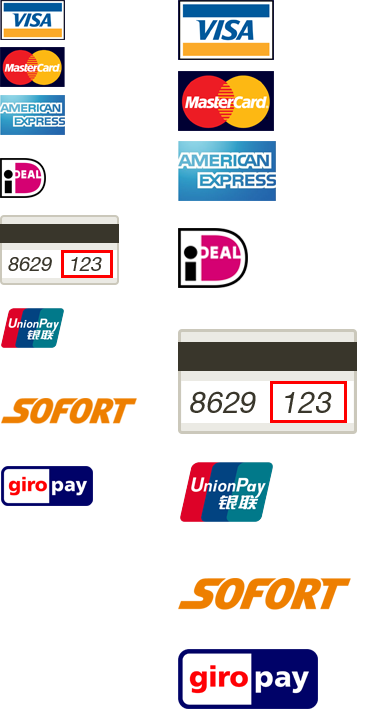 VISA
MasterCard
AMERICAN
EXPRESS
iDEAL
8629 123
UnionPay
银联
SOFORT
giropay
VISA
MasterCard
AMERICAN
EXPRESS
iDEAL
8629 123
UnionPay
银联
SOFORT
giropay